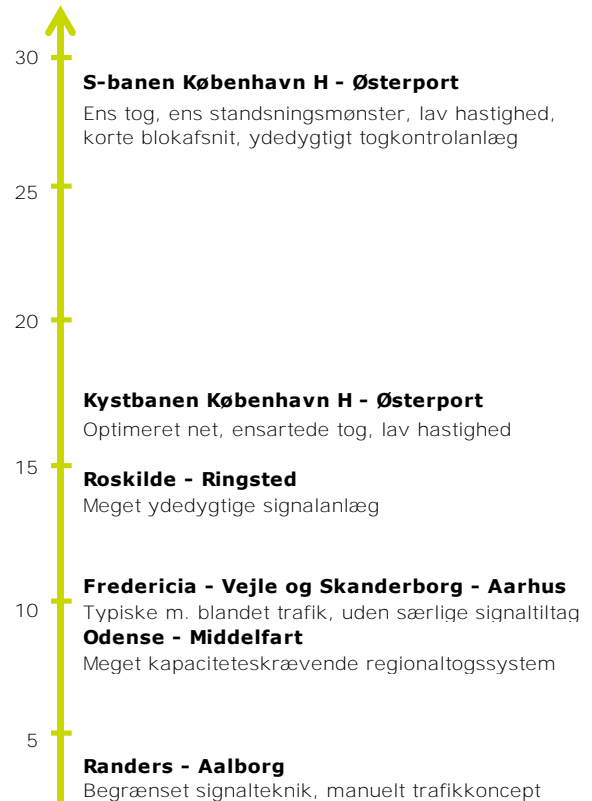 30
S-banen København H - Østerport
Ens tog, ens standsningsmønster, lav hastighed,
korte blokafsnit, ydedygtigt togkontrolanlæg
25
20
Kystbanen København H - Østerport
Optimeret net, ensartede tog, lav hastighed
15
Roskilde - Ringsted
Meget ydedygtige signalanlæg
Fredericia - Vejle og Skanderborg - Aarhus
10
Typiske m. blandet trafik, uden særlige signaltiltag
Odense - Middelfart
Meget kapaciteteskrævende regionaltogssystem
5
Randers - Aalborg
Begrænset signalteknik, manuelt trafikkoncept